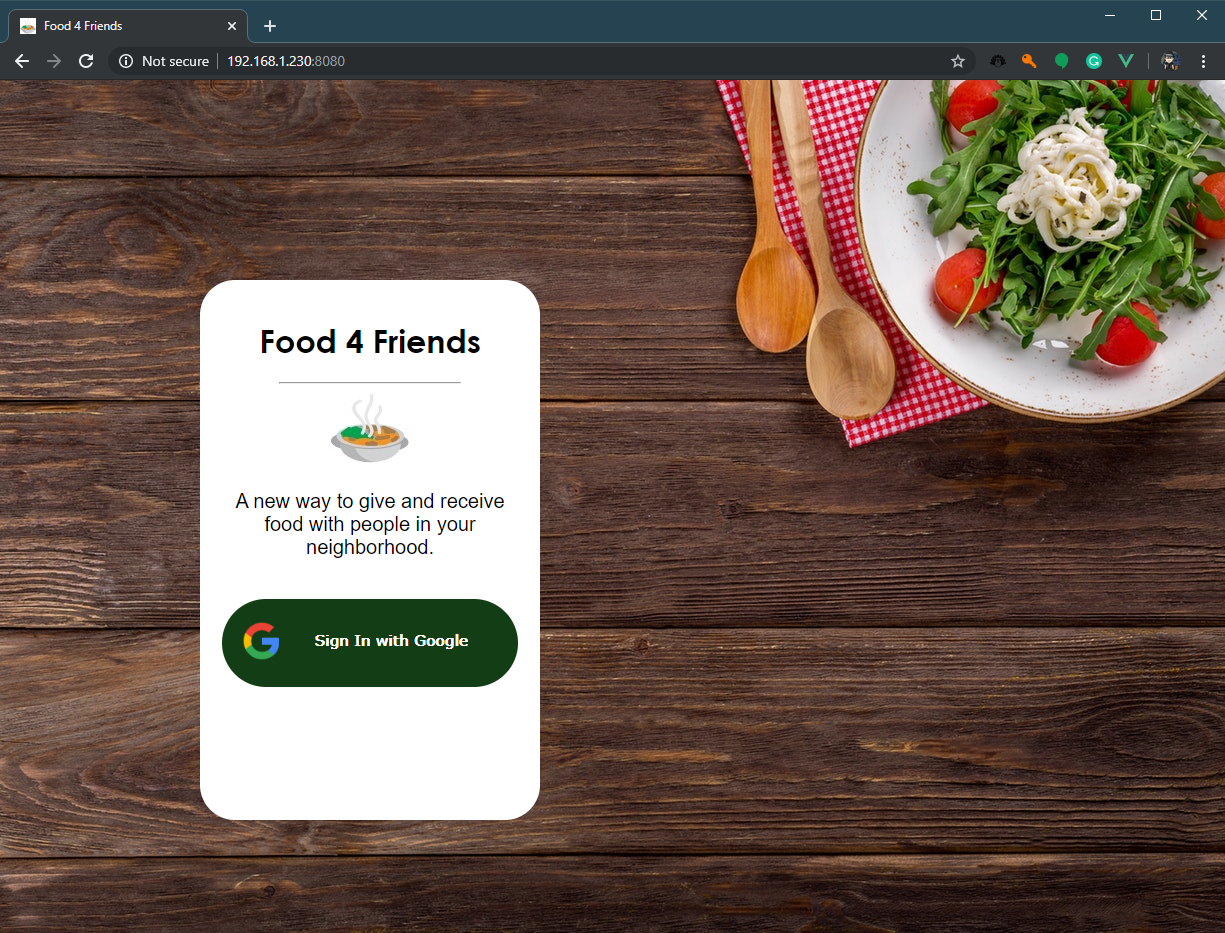 Food 4 Friends
Not secure
192.168.1.230:8080
Food 4 Friends
A new way to give and receive
food with people in your
neighborhood.
Sign In with Google